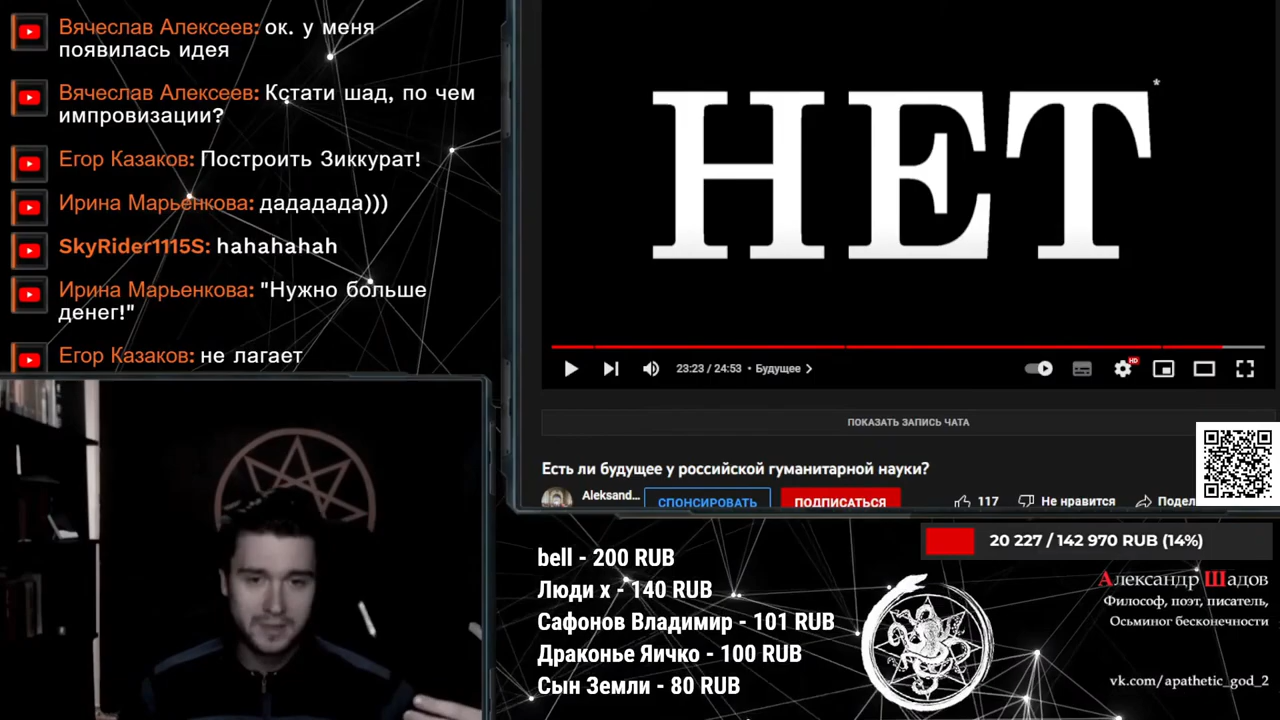 Вячеслав Алексеев: ок. у меня
появилась идея
Вячеслав Алексеев: Кстати шад, по чем
импровизации?
Егор Казаков: Построить Зиккурат!
Ирина Марьенкова: дададада)))
SkyRider1115S: hahahahah
Ирина Марьенкова: "Нужно больше
денег!"
Егор Казаков: не лагает
НЕТ*
23:23 / 24:53 • Будущее
HD
ПОКАЗАТЬ ЗАПИСЬ ЧАТА
Есть ли будущее у российской гуманитарной науки?
Aleksand...
СПОНСИРОВАТЬ
ПОДПИСАТЬСЯ
117
Не нравится
Подел
20 227 / 142 970 RUB (14%)
bell - 200 RUB
Люди х - 140 RUB
Сафонов Владимир - 101 RUB
Драконье Яичко - 100 RUB
Сын Земли - 80 RUB
Александр Шадов
Философ, поэт, писатель,
Осьминог бесконечности
vk.com/apathetic_god_2